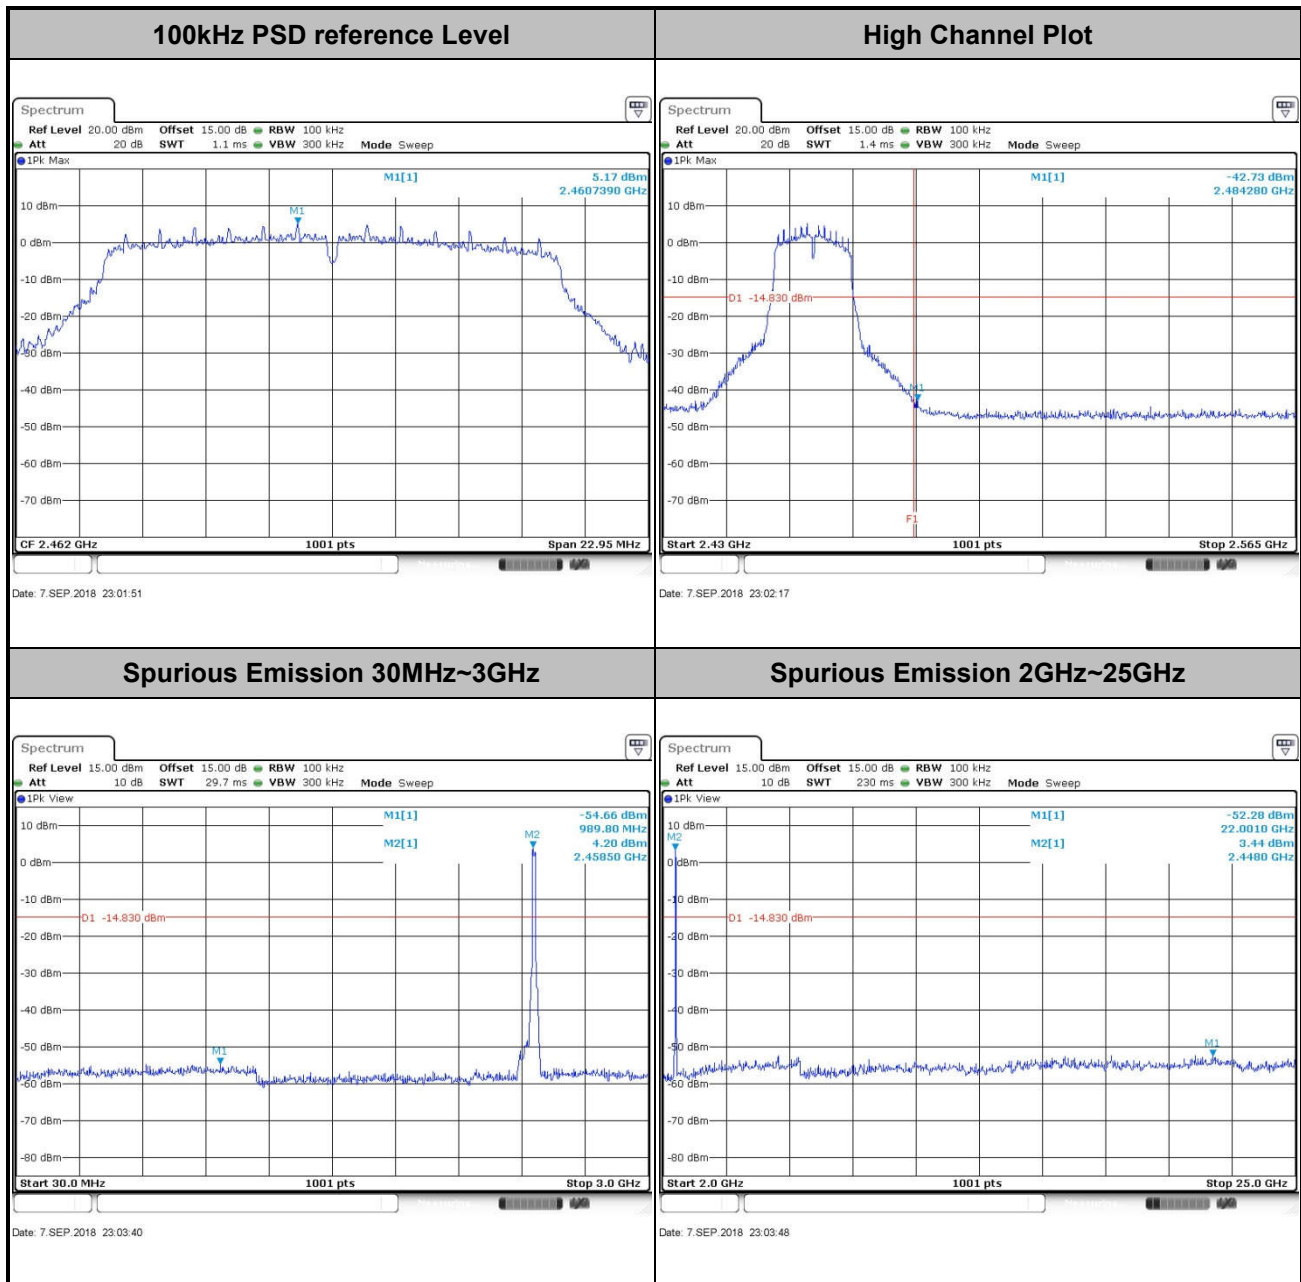 100kHz PSD reference Level
Spectrum
Ref Level 20.00 dBm Offset 15.00 dB RBW 100 kHz
Att 20 dB SWT 1.1 ms VBW 300 kHz Mode Sweep
1Pk Max
M1[1] 5.17 dBm
2.4607390 GHz
M1
10 dBm
0 dBm
-10 dBm
-20 dBm
-30 dBm
-40 dBm
-50 dBm
-60 dBm
-70 dBm
CF 2.462 GHz 1001 pts Span 22.95 MHz
Date: 7.SEP.2018 23:01:51
High Channel Plot
Spectrum
Ref Level 20.00 dBm Offset 15.00 dB RBW 100 kHz
Att 20 dB SWT 1.4 ms VBW 300 kHz Mode Sweep
1Pk Max
M1[1] -42.73 dBm
2.484280 GHz
10 dBm
0 dBm
-10 dBm
D1 -14.830 dBm
-20 dBm
-30 dBm
-40 dBm
M1
-50 dBm
-60 dBm
-70 dBm
F1
Start 2.43 GHz 1001 pts Stop 2.565 GHz
Date: 7.SEP.2018 23:02:17
Spurious Emission 30MHz~3GHz
Spectrum
Ref Level 15.00 dBm Offset 15.00 dB RBW 100 kHz
Att 10 dB SWT 29.7 ms VBW 300 kHz Mode Sweep
1Pk View
M1[1] -54.66 dBm
989.80 MHz
M2[1] 4.20 dBm
2.45850 GHz
M2
10 dBm
0 dBm
-10 dBm
D1 -14.830 dBm
-20 dBm
-30 dBm
-40 dBm
-50 dBm
M1
-60 dBm
-70 dBm
-80 dBm
Start 30.0 MHz 1001 pts Stop 3.0 GHz
Date: 7.SEP.2018 23:03:40
Spurious Emission 2GHz~25GHz
Spectrum
Ref Level 15.00 dBm Offset 15.00 dB RBW 100 kHz
Att 10 dB SWT 230 ms VBW 300 kHz Mode Sweep
1Pk View
M1[1] -52.28 dBm
22.0010 GHz
M2[1] 3.44 dBm
2.4480 GHz
10 dBm
M2
0 dBm
-10 dBm
D1 -14.830 dBm
-20 dBm
-30 dBm
-40 dBm
-50 dBm
M1
-60 dBm
-70 dBm
-80 dBm
Start 2.0 GHz 1001 pts Stop 25.0 GHz
Date: 7.SEP.2018 23:03:48